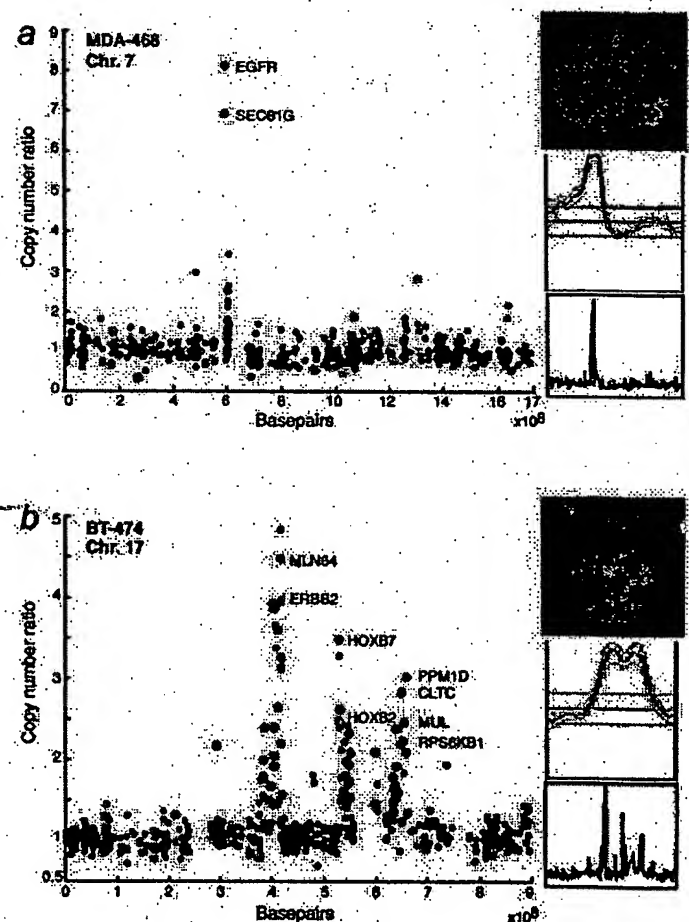 a
MDA-468
Chr. 7
Copy number ratio
9
8
7
6
5
4
3
2
1
0
EGFR
SEC61G
0 2 4 6 8 10 12 14 16 17
Basepairs
x10⁸
b
BT-474
Chr. 17
Copy number ratio
5
4
3
2
1
0.5
MLN64
ERBB2
HOXB7
PPM1D
CLTC
HOXB2
MUL
RPS6KB1
0 1 2 3 4 5 6 7 8 9
Basepairs
x10⁸